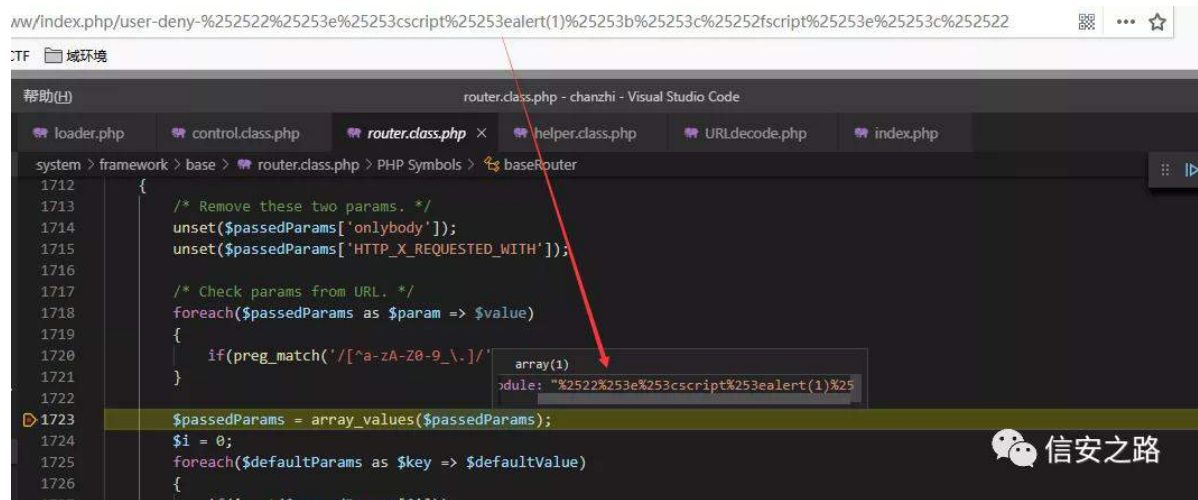 ww/index.php/user-deny-%252522%25253e%25253cscript%25253ealert(1)%25253b%25253c%25252fscript%25253e%25253c%252522
CTF 域环境
帮助(H) router.class.php - chanzhi - Visual Studio Code
loader.php control.class.php router.class.php × helper.class.php URLdecode.php index.php
system > framework > base > router.class.php > PHP Symbols > baseRouter
1712 {
1713 /* Remove these two params. */
1714 unset($passedParams['onlybody']);
1715 unset($passedParams['HTTP_X_REQUESTED_WITH']);
1716
1717 /* Check params from URL. */
1718 foreach($passedParams as $param => $value)
1719 {
1720 if(preg_match('/[^a-zA-Z0-9_\.]/'
array(1)
1721 }
odule: "%2522%253e%253cscript%253ealert(1)%25
1722
1723 $passedParams = array_values($passedParams);
1724 $i = 0;
1725 foreach($defaultParams as $key => $defaultValue)
1726 {
信安之路